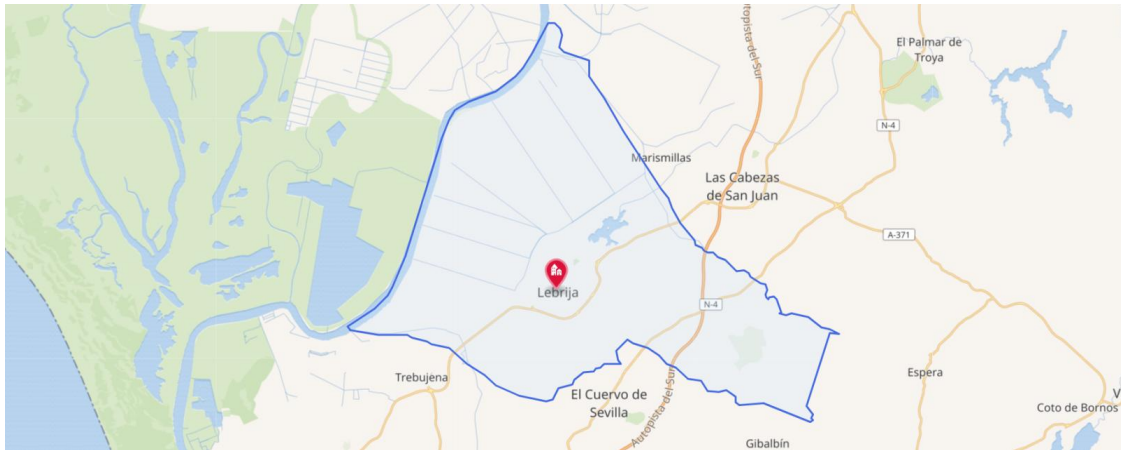 Autopista del Sur
El Palmar de
Troya
N-4
Marismillas
Las Cabezas
de San Juan
A-371
Lebrija
N-4
Trebujena
El Cuervo de
Sevilla
Autopista del Sur
Espera
Coto de Bornos
V
Gibalbín